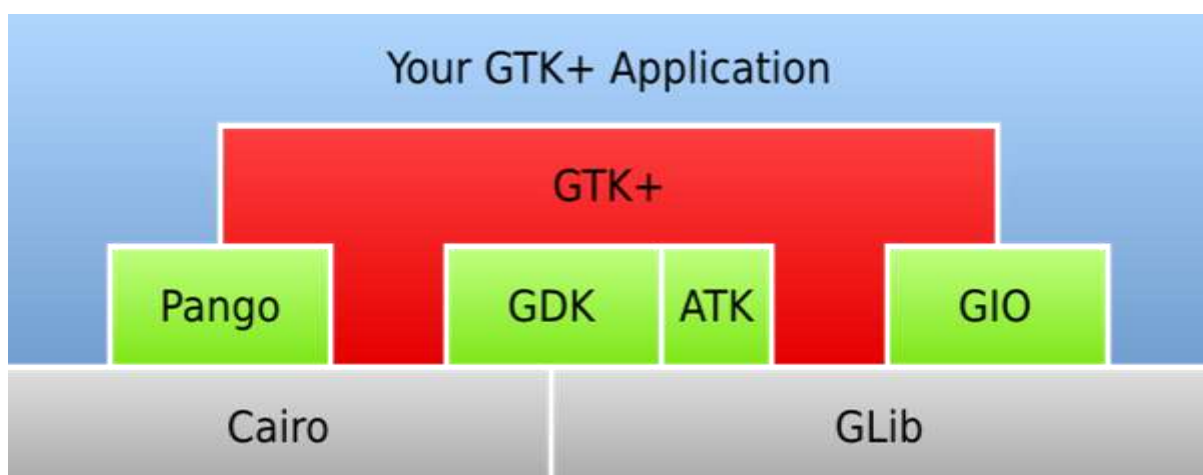 Your GTK+ Application
GTK+
Pango GDK ATK GIO
Cairo GLib